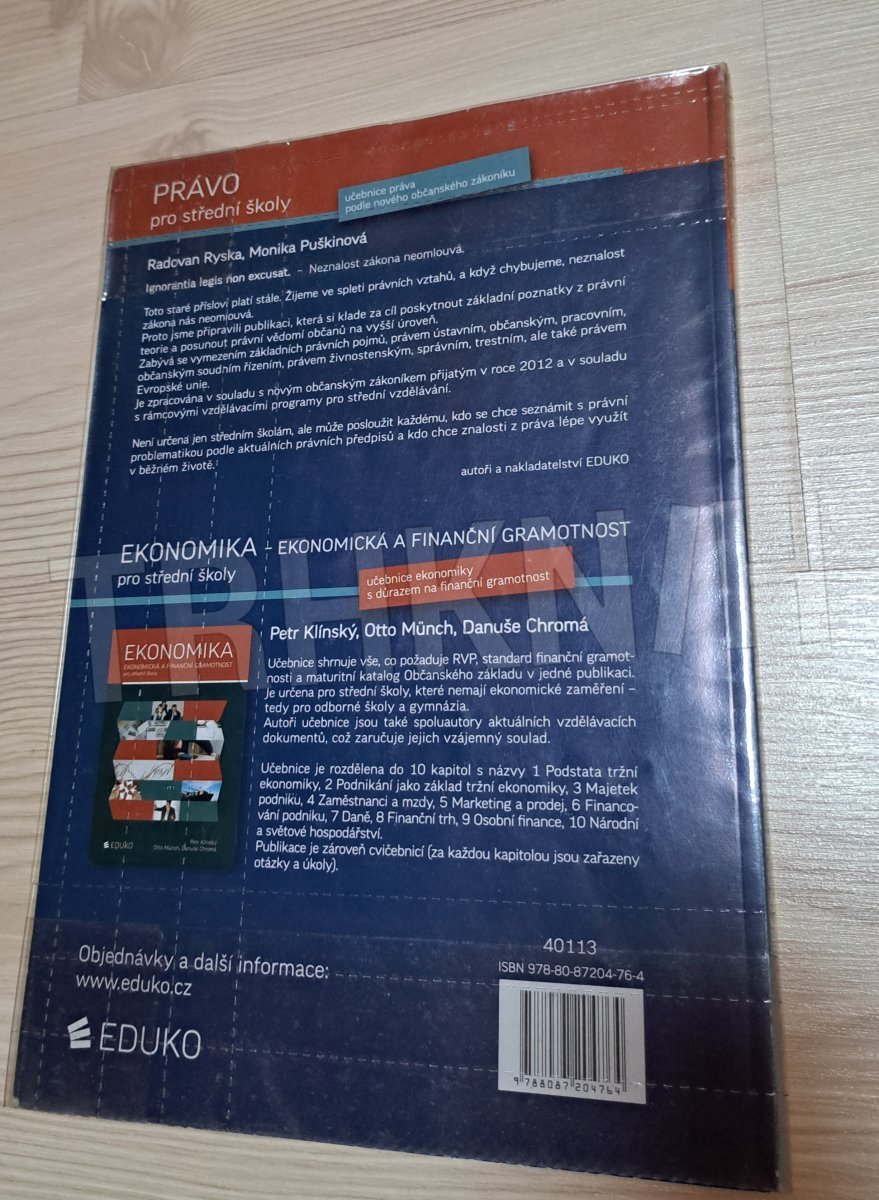 PRÁVO
pro střední školy
učebnice práva
podle nového občanského zákoníku
Radovan Ryska, Monika Puškinová
Ignorantia legis non excusat. – Neznalost zákona neomlouvá.
Toto staré přísloví platí stále. Žijeme ve spleti právních vztahů, a když chybujeme, neznalost
zákona nás neomlouvá.
Proto jsme připravili publikaci, která si klade za cíl poskytnout základní poznatky z právní
teorie a posunout právní vědomí občanů na vyšší úroveň.
Zabývá se vymezením základních právních pojmů, právem ústavním, občanským, pracovním,
občanským soudním řízením, právem živnostenským, správním, trestním, ale také právem
Evropské unie.
Je zpracována v souladu s novým občanským zákoníkem přijatým v roce 2012 a v souladu
s rámcovými vzdělávacími programy pro střední vzdělávání.
Není určena jen středním školám, ale může posloužit každému, kdo se chce seznámit s právní
problematikou podle aktuálních právních předpisů a kdo chce znalosti z práva lépe využít
v běžném životě.
autoři a nakladatelství EDUKO
EKONOMIKA – EKONOMICKÁ A FINANČNÍ GRAMOTNOST
pro střední školy
učebnice ekonomiky
s důrazem na finanční gramotnost
Petr Klínský, Otto Münch, Danuše Chromá
EKONOMIKA
EKONOMICKÁ A FINANČNÍ GRAMOTNOST
pro střední školy
Petr Klínský
Otto Münch, Danuše Chromá
EDUKO
Učebnice shrnuje vše, co požaduje RVP, standard finanční gramot-
nosti a maturitní katalog Občanského základu v jedné publikaci.
Je určena pro střední školy, které nemají ekonomické zaměření –
tedy pro odborné školy a gymnázia.
Autoři učebnice jsou také spoluautory aktuálních vzdělávacích
dokumentů, což zaručuje jejich vzájemný soulad.
Učebnice je rozdělena do 10 kapitol s názvy 1 Podstata tržní
ekonomiky, 2 Podnikání jako základ tržní ekonomiky, 3 Majetek
podniku, 4 Zaměstnanci a mzdy, 5 Marketing a prodej, 6 Financo-
vání podniku, 7 Daně, 8 Finanční trh, 9 Osobní finance, 10 Národní
a světové hospodářství.
Publikace je zároveň cvičebnicí (za každou kapitolou jsou zařazeny
otázky a úkoly).
Objednávky a další informace:
www.eduko.cz
EDUKO
40113
ISBN 978-80-87204-76-4
9 788087 204764